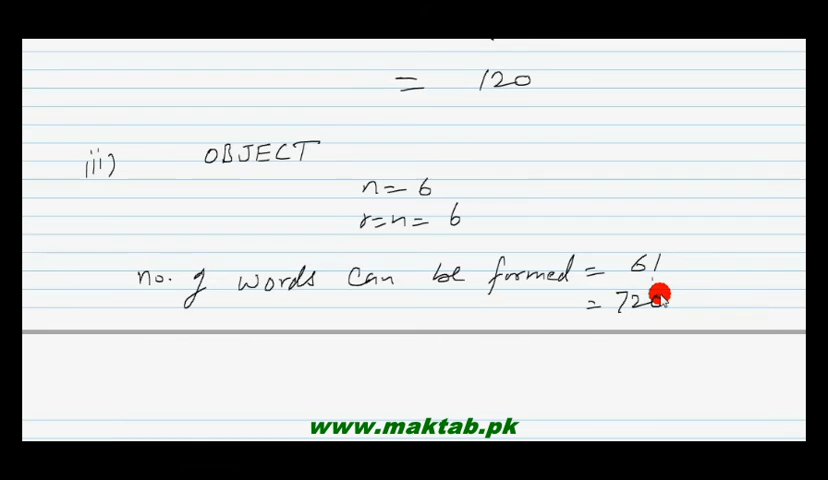 = 120
iii) OBJECT
n = 6
r = n = 6
no. of words can be formed = 6!
= 720
www.maktab.pk